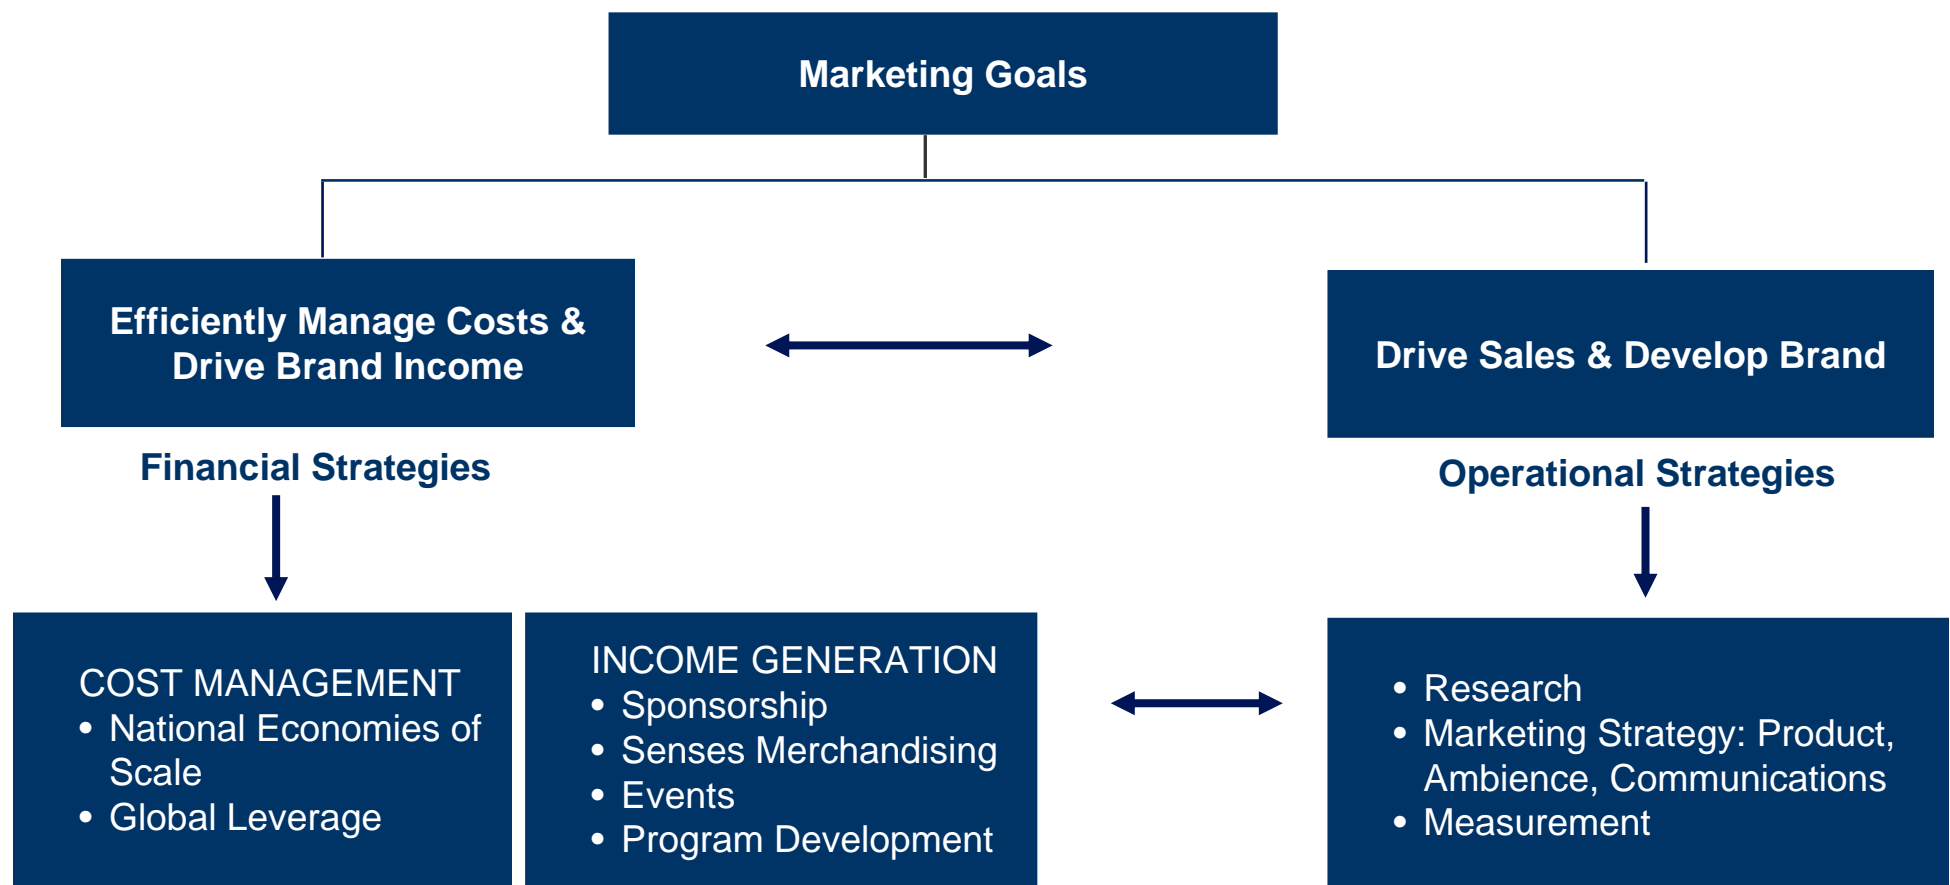 Marketing Goals
Efficiently Manage Costs &
Drive Brand Income
Drive Sales & Develop Brand
Financial Strategies
Operational Strategies
COST MANAGEMENT
• National Economies of
Scale
• Global Leverage
INCOME GENERATION
• Sponsorship
• Senses Merchandising
• Events
• Program Development
• Research
• Marketing Strategy: Product,
Ambience, Communications
• Measurement